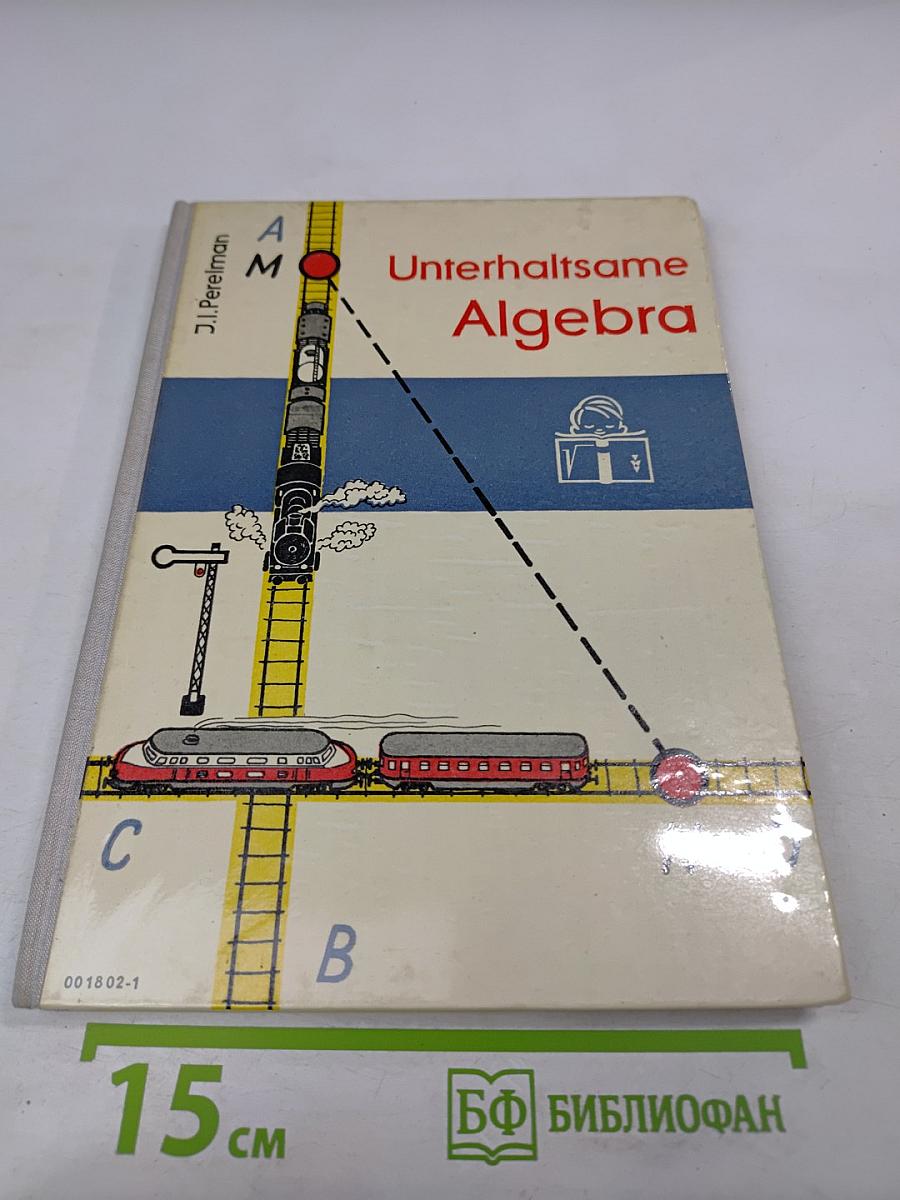 J.I.Perelman
A
M
Unterhaltsame
Algebra
C
B
001802-1
15 см
БФ БИБЛИОФАН